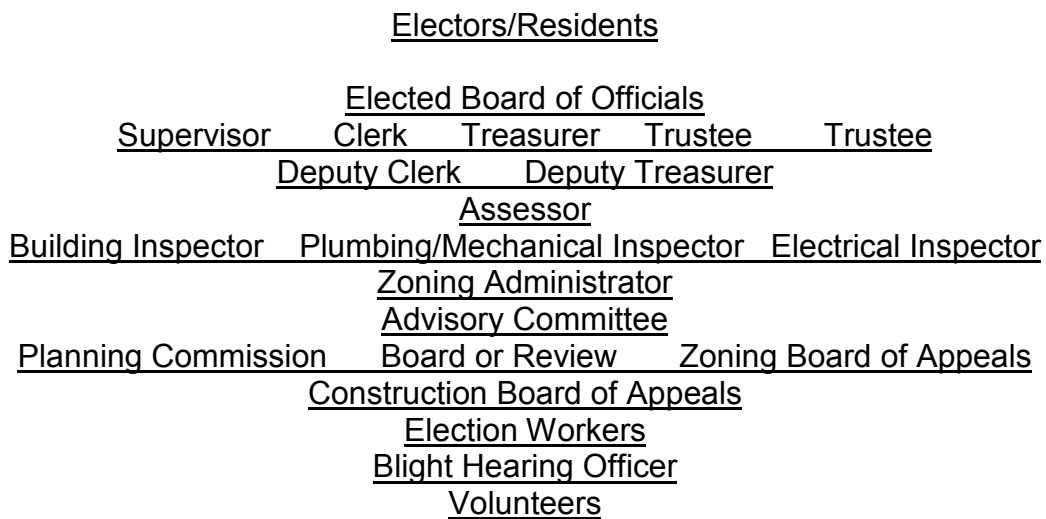 Electors/Residents
Elected Board of Officials
Supervisor Clerk Treasurer Trustee Trustee
Deputy Clerk Deputy Treasurer
Assessor
Building Inspector Plumbing/Mechanical Inspector Electrical Inspector
Zoning Administrator
Advisory Committee
Planning Commission Board or Review Zoning Board of Appeals
Construction Board of Appeals
Election Workers
Blight Hearing Officer
Volunteers